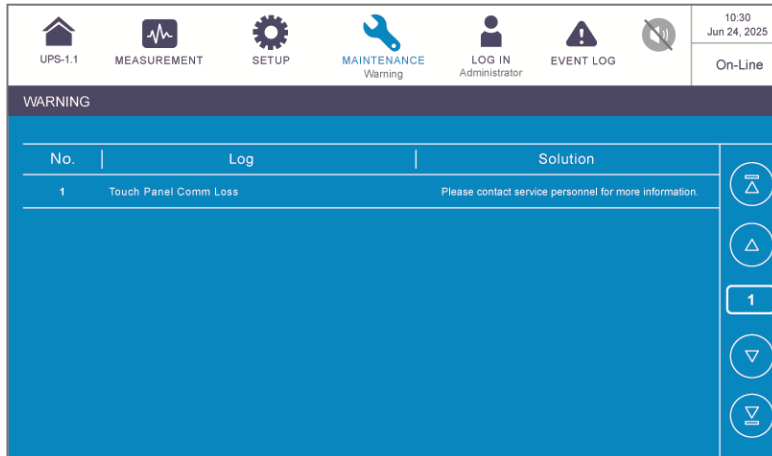 10:30
Jun 24, 2025
UPS-1.1
MEASUREMENT
SETUP
MAINTENANCE
Warning
LOG IN
Administrator
EVENT LOG
On-Line
WARNING
No. Log Solution
1 Touch Panel Comm Loss Please contact service personnel for more information.
1